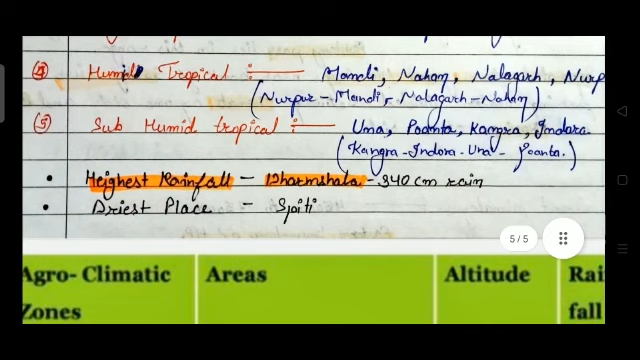 (4) Humid Tropical :— Mandi, Nahan, Nalagarh, Nurp
(Nurpur - Mandi, - Nalagarh - Nahan)
(5) Sub Humid tropical :— Una, Poanta, Kangra, Indora.
(Kangra - Indora - Una - Poanta.)
• Heighest Rainfall — Dharmshala - 340 cm rain
• Driest Place — Spiti
5/5
Agro- Climatic Zones Areas Altitude Rai fall